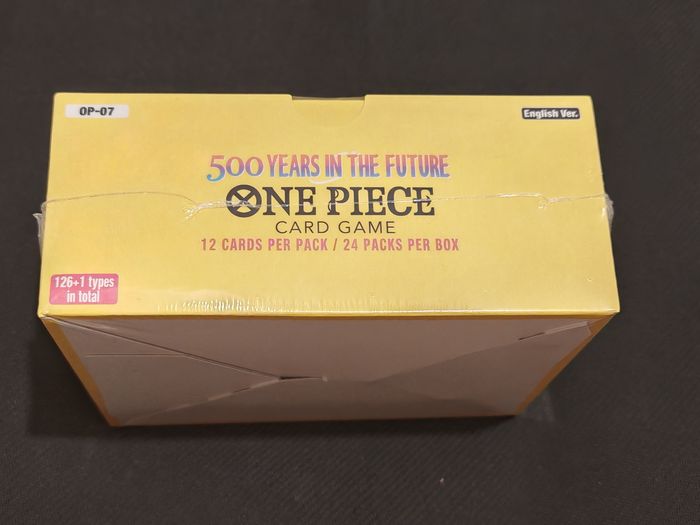 OP-07
English Ver.
500 YEARS IN THE FUTURE
ONE PIECE
CARD GAME
12 CARDS PER PACK / 24 PACKS PER BOX
126+1 types
in total